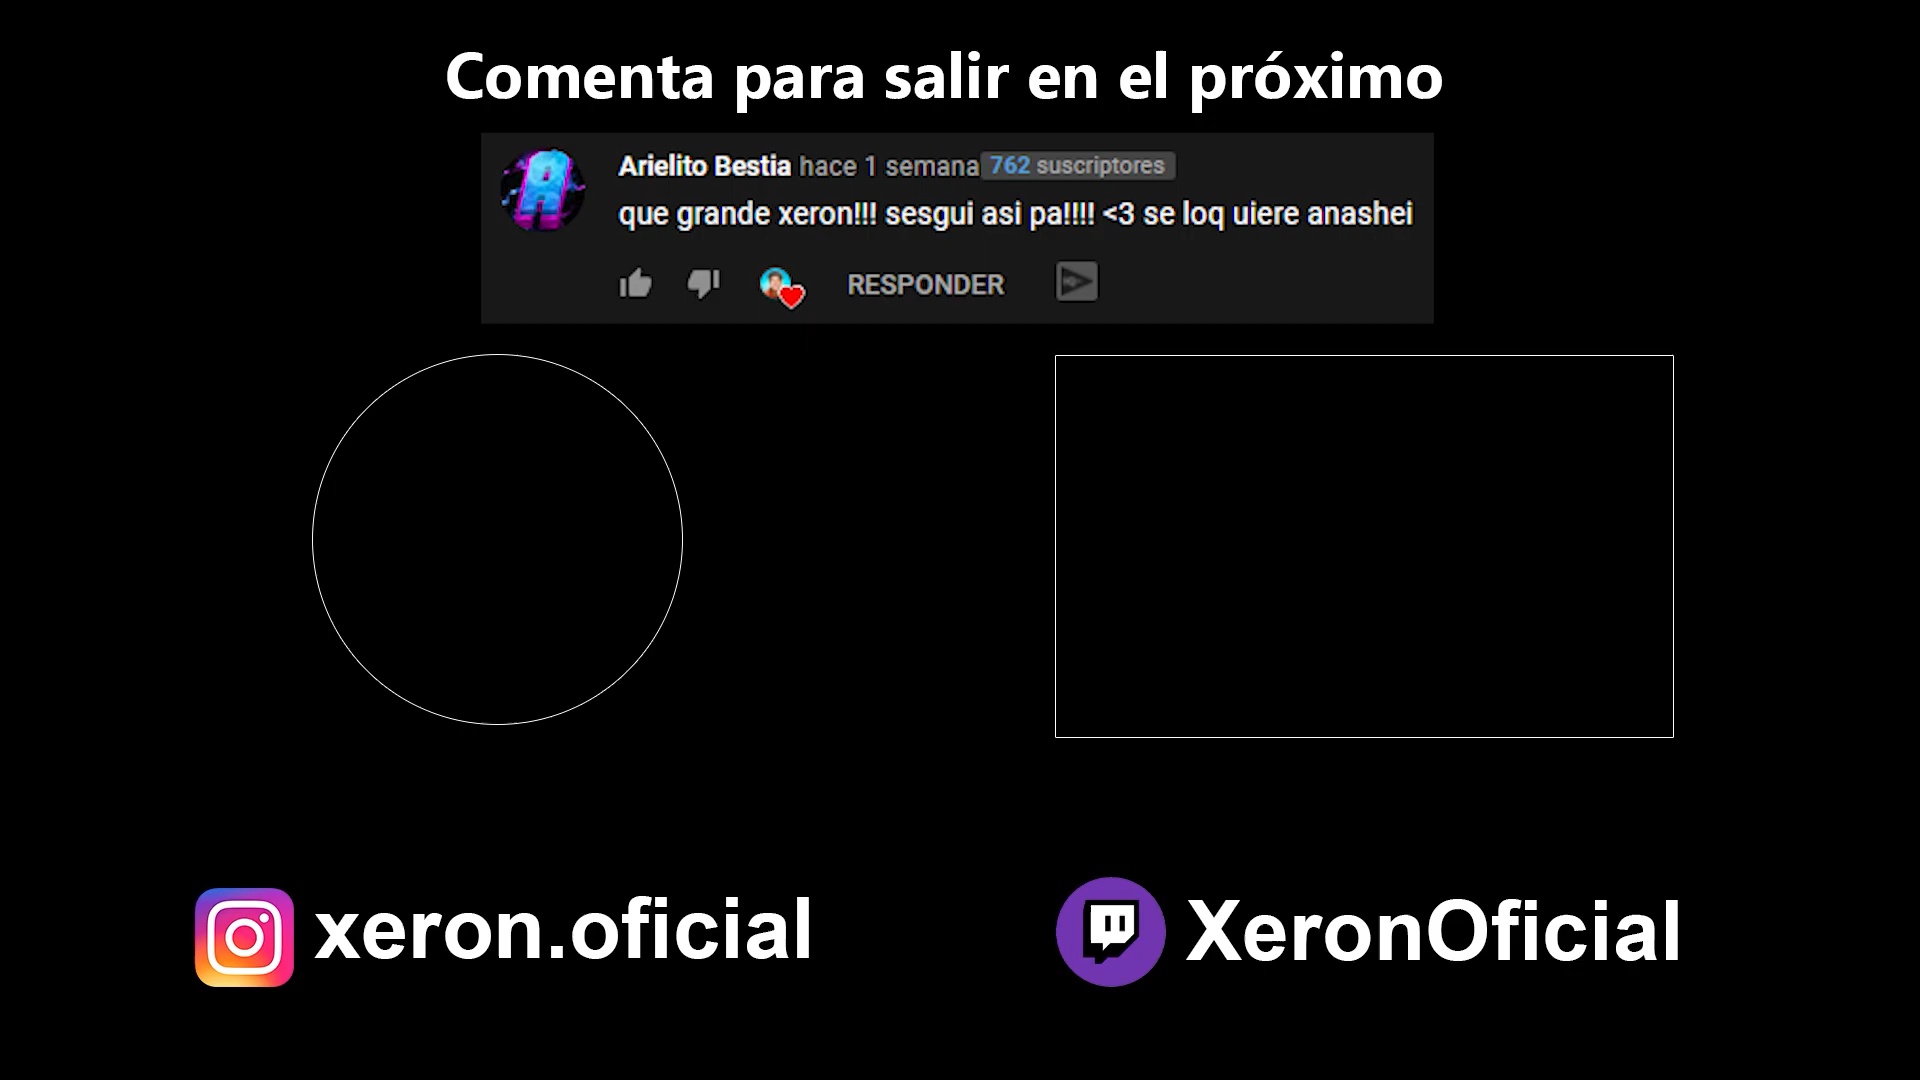 Comenta para salir en el próximo
Arielito Bestia hace 1 semana 762 suscriptores
que grande xeron!!! sesgui asi pa!!!! <3 se loq uiere anashei
RESPONDER
xeron.oficial
XeronOficial